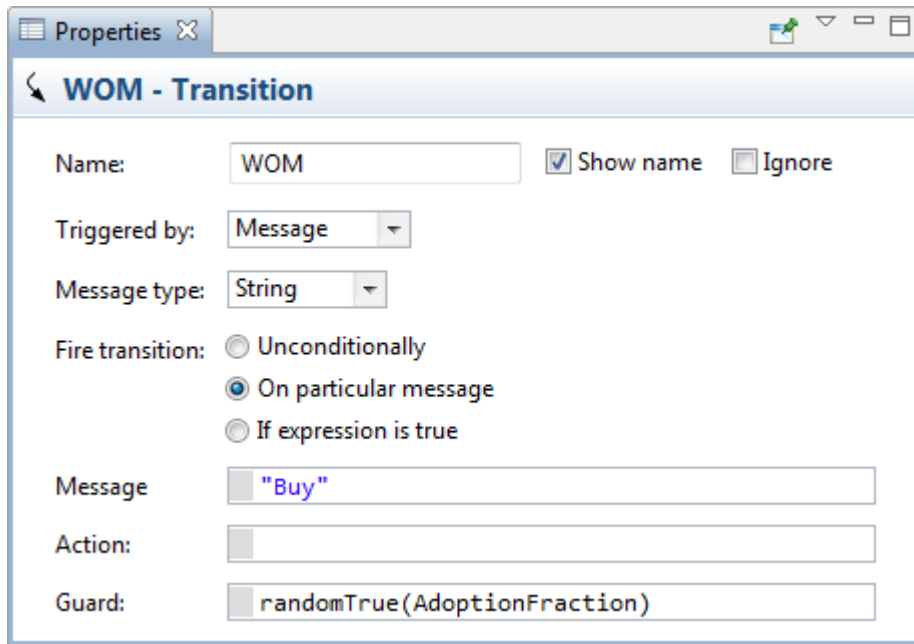 Properties
WOM - Transition
Name: WOM Show name Ignore
Triggered by: Message
Message type: String
Fire transition: Unconditionally
On particular message
If expression is true
Message "Buy"
Action:
Guard: randomTrue(AdoptionFraction)